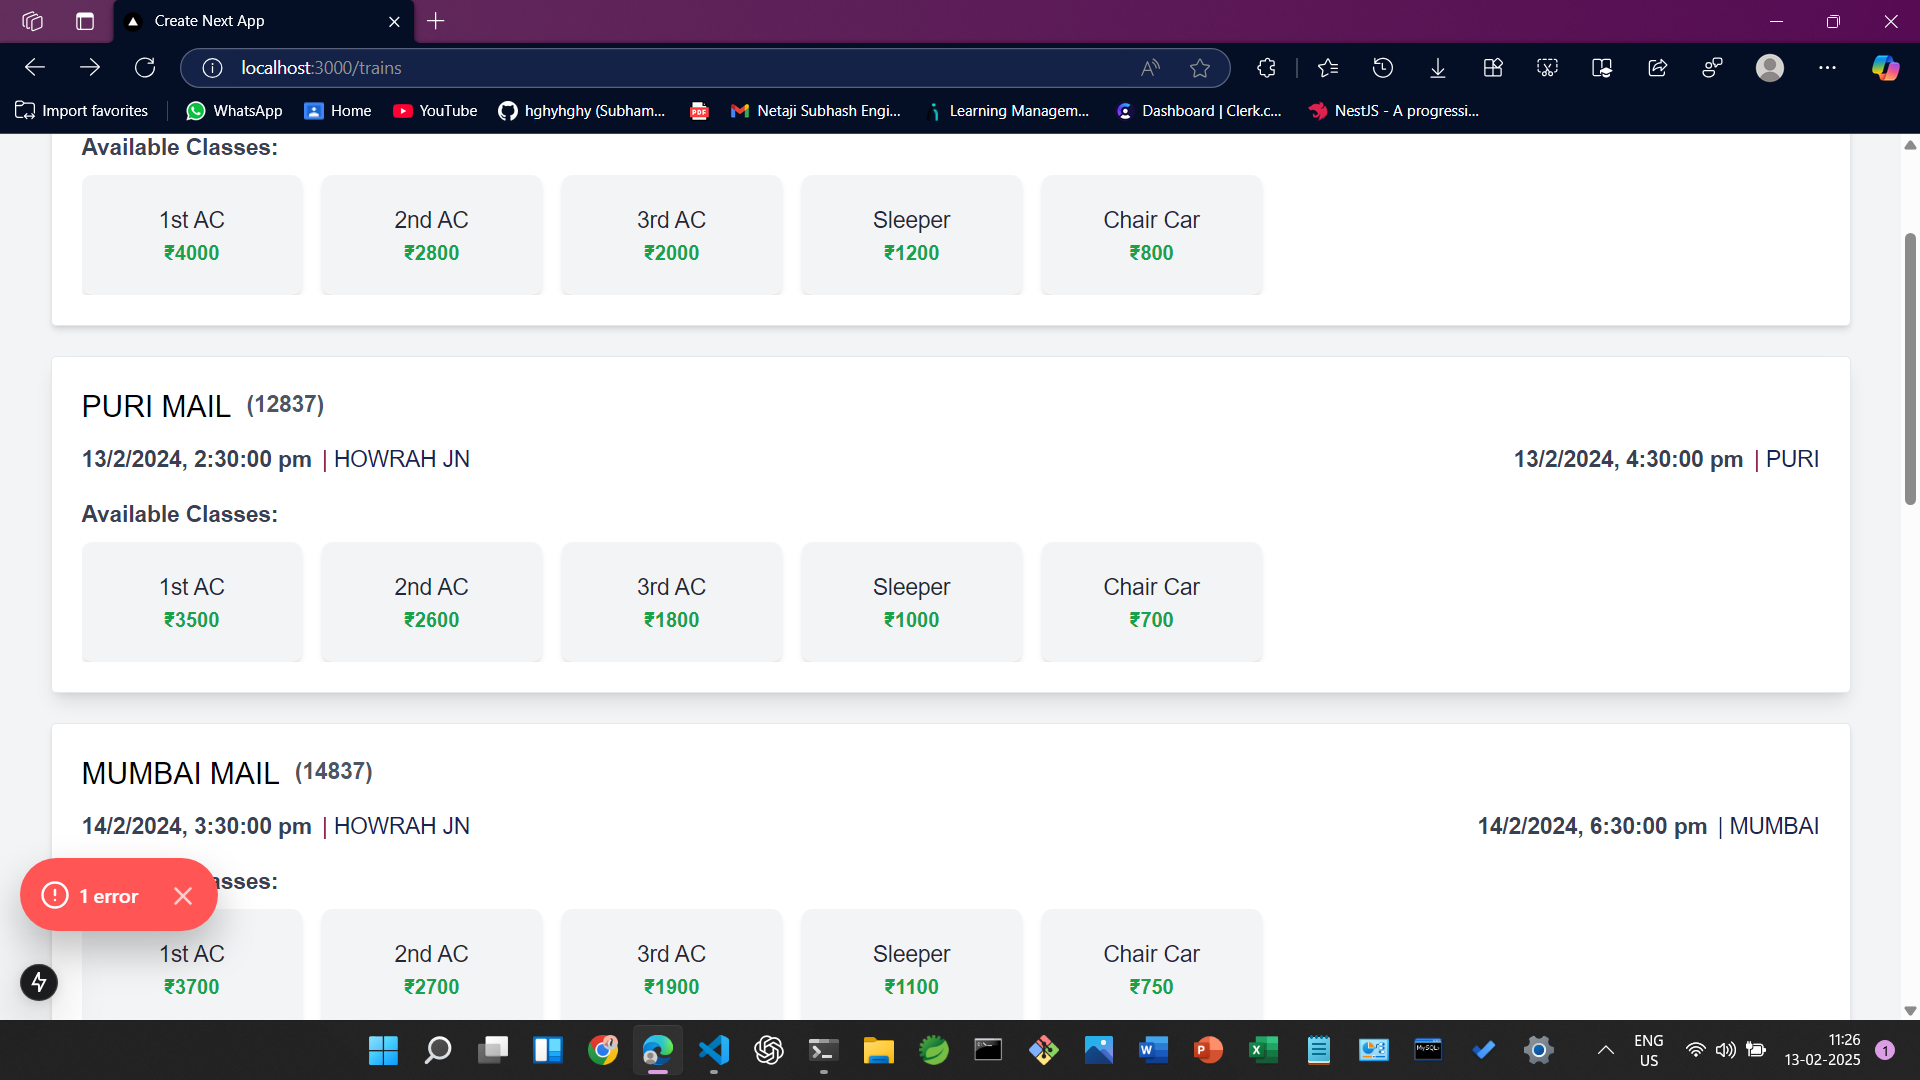 Create Next App
localhost:3000/trains
Import favorites
WhatsApp
Home
YouTube
hghyhghy (Subham...
PDF
Netaji Subhash Engi...
Learning Managem...
Dashboard | Clerk.c...
NestJS - A progressi...
Available Classes:
1st AC
₹4000
2nd AC
₹2800
3rd AC
₹2000
Sleeper
₹1200
Chair Car
₹800
PURI MAIL (12837)
13/2/2024, 2:30:00 pm | HOWRAH JN
13/2/2024, 4:30:00 pm | PURI
Available Classes:
1st AC
₹3500
2nd AC
₹2600
3rd AC
₹1800
Sleeper
₹1000
Chair Car
₹700
MUMBAI MAIL (14837)
14/2/2024, 3:30:00 pm | HOWRAH JN
14/2/2024, 6:30:00 pm | MUMBAI
asses:
1 error
1st AC
₹3700
2nd AC
₹2700
3rd AC
₹1900
Sleeper
₹1100
Chair Car
₹750
ENG
US
11:26
13-02-2025
1